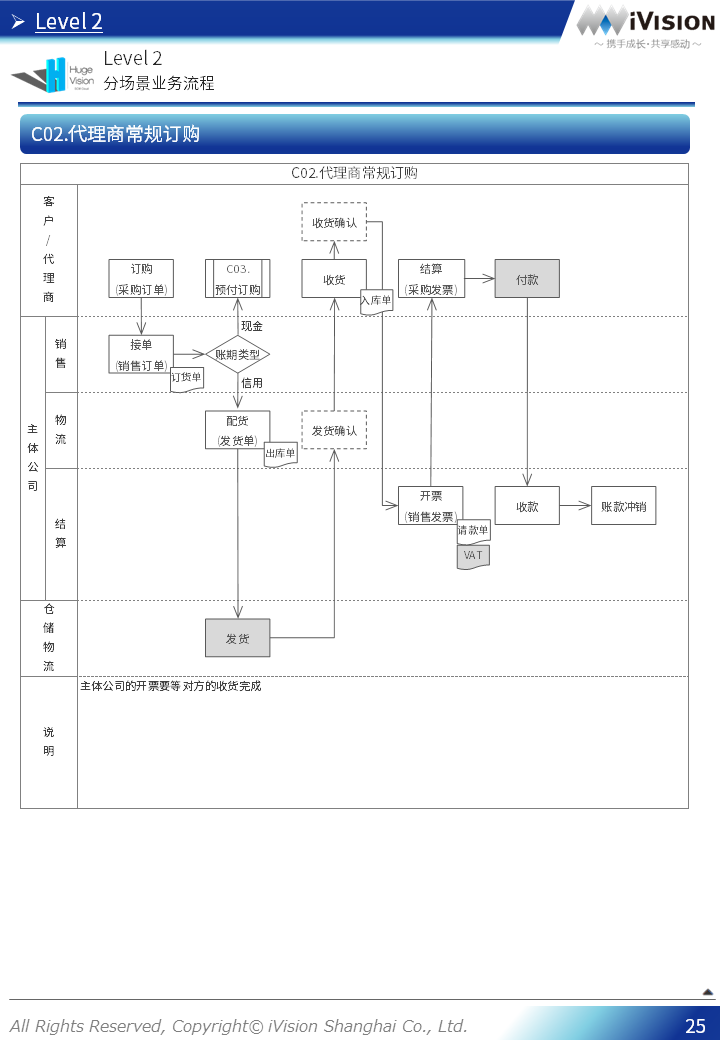 Level 2
iVISION
～ 携手成长·共享感动 ～
Huge
Vision
Level 2
分场景业务流程
C02.代理商常规订购
C02.代理商常规订购
客
户
/
代
理
商
收货确认
订购
(采购订单)
C03.
预付订购
收货
入库单
结算
(采购发票)
付款
主
体
公
司
销
售
接单
(销售订单)
订货单
现金
账期类型
信用
物
流
配货
(发货单)
出库单
发货确认
结
算
开票
(销售发票)
请款单
VAT
收款
账款冲销
仓
储
物
流
发货
说
明
主体公司的开票要等对方的收货完成
All Rights Reserved, Copyright© iVision Shanghai Co., Ltd.
25